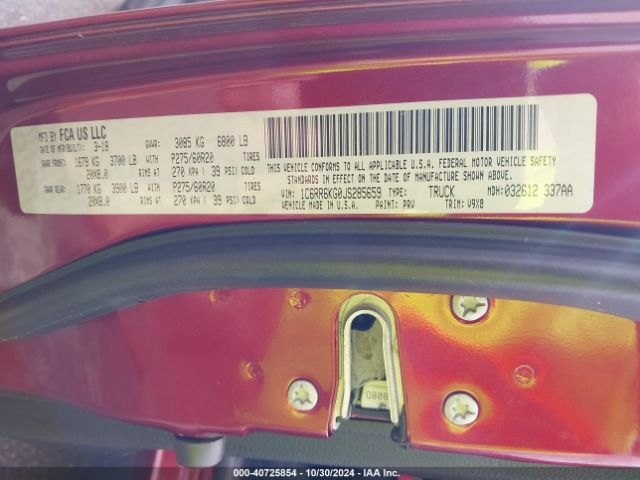 MFD BY FCA US LLC
DATE OF MFR/BUILT: 3-18 GVWR: 3085 KG 6800 LB
GAWR FRONT: 1679 KG 3700 LB WITH P275/60R20 TIRES
20X8.0 RIMS AT 270 KPA ( 39 PSI) COLD
GAWR REAR: 1770 KG 3900 LB WITH P275/60R20 TIRES
20X8.0 RIMS AT 270 KPA ( 39 PSI) COLD
THIS VEHICLE CONFORMS TO ALL APPLICABLE U.S.A. FEDERAL MOTOR VEHICLE SAFETY
STANDARDS IN EFFECT ON THE DATE OF MANUFACTURE SHOWN ABOVE.
VIN: 1C6RR6KG0JS285659 TYPE: TRUCK MDH: 032612 337AA
VEHICLE MADE IN U.S.A. PAINT: PRV TRIM: V9X8
0808
000-40725854 | 10/30/2024 | IAA Inc.